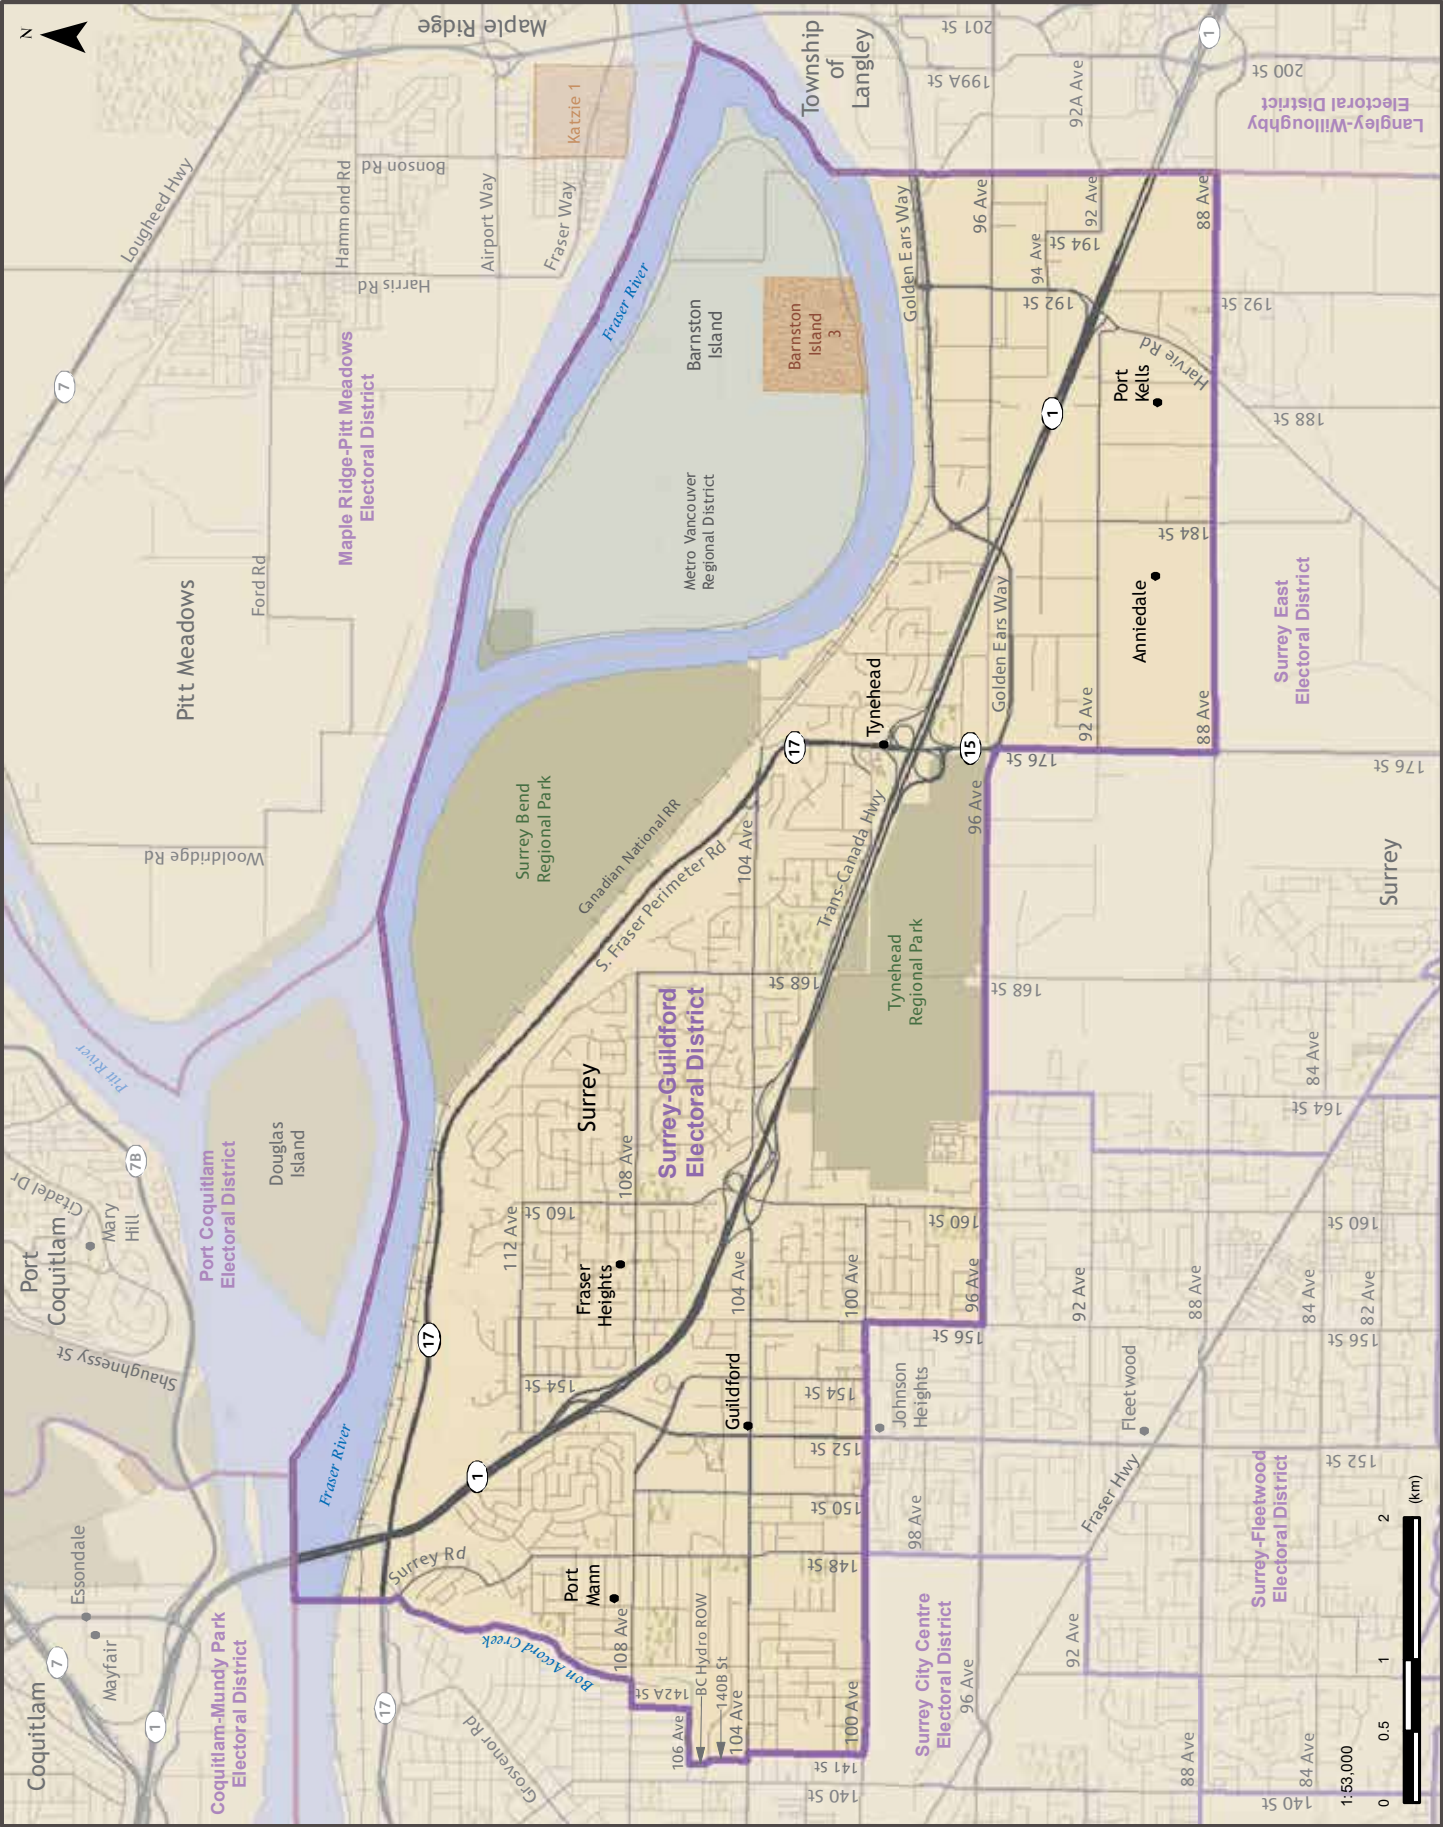 N
Maple Ridge
Township
of
Langley
201 St
199A St
200 St
92A Ave
1
Langley-Willoughby
Electoral District
Katzie 1
Lougheed Hwy
Hammond Rd
Bonson Rd
Airport Way
Fraser Way
Harris Rd
7
Maple Ridge-Pitt Meadows
Electoral District
Fraser River
Barnston
Island
Barnston
Island
3
Metro Vancouver
Regional District
Golden Ears Way
96 Ave
92 Ave
88 Ave
94 Ave
194 St
192 St
192 St
Harvie Rd
Port
Kells
1
188 St
184 St
Anniedale
Surrey East
Electoral District
Golden Ears Way
92 Ave
88 Ave
176 St
176 St
Pitt Meadows
Ford Rd
Wooldridge Rd
Surrey Bend
Regional Park
Canadian National RR
S. Fraser Perimeter Rd
17
Tynehead
15
96 Ave
104 Ave
Trans-Canada Hwy
168 St
168 St
Tynehead
Regional Park
Surrey
Surrey
Surrey-Guildford
Electoral District
Pitt River
Douglas
Island
Port Coquitlam
Electoral District
7B
Citadel Dr
Mary
Hill
Port
Coquitlam
Shaughnessy St
108 Ave
112 Ave
160 St
160 St
160 St
Fraser
Heights
104 Ave
100 Ave
96 Ave
92 Ave
88 Ave
84 Ave
84 Ave
82 Ave
164 St
156 St
156 St
17
154 St
154 St
Guildford
Johnson
Heights
Fleetwood
152 St
152 St
150 St
148 St
98 Ave
Fraser Hwy
Surrey-Fleetwood
Electoral District
Fraser River
1
Surrey Rd
Port
Mann
108 Ave
Bon Accord Creek
142A St
BC Hydro ROW
140B St
106 Ave
104 Ave
100 Ave
141 St
140 St
140 St
Surrey City Centre
Electoral District
96 Ave
92 Ave
88 Ave
84 Ave
Essondale
Mayfair
7
1
17
Coquitlam
Coquitlam-Mundy Park
Electoral District
Grosvenor Rd
1:53,000
0 0.5 1 2
(km)